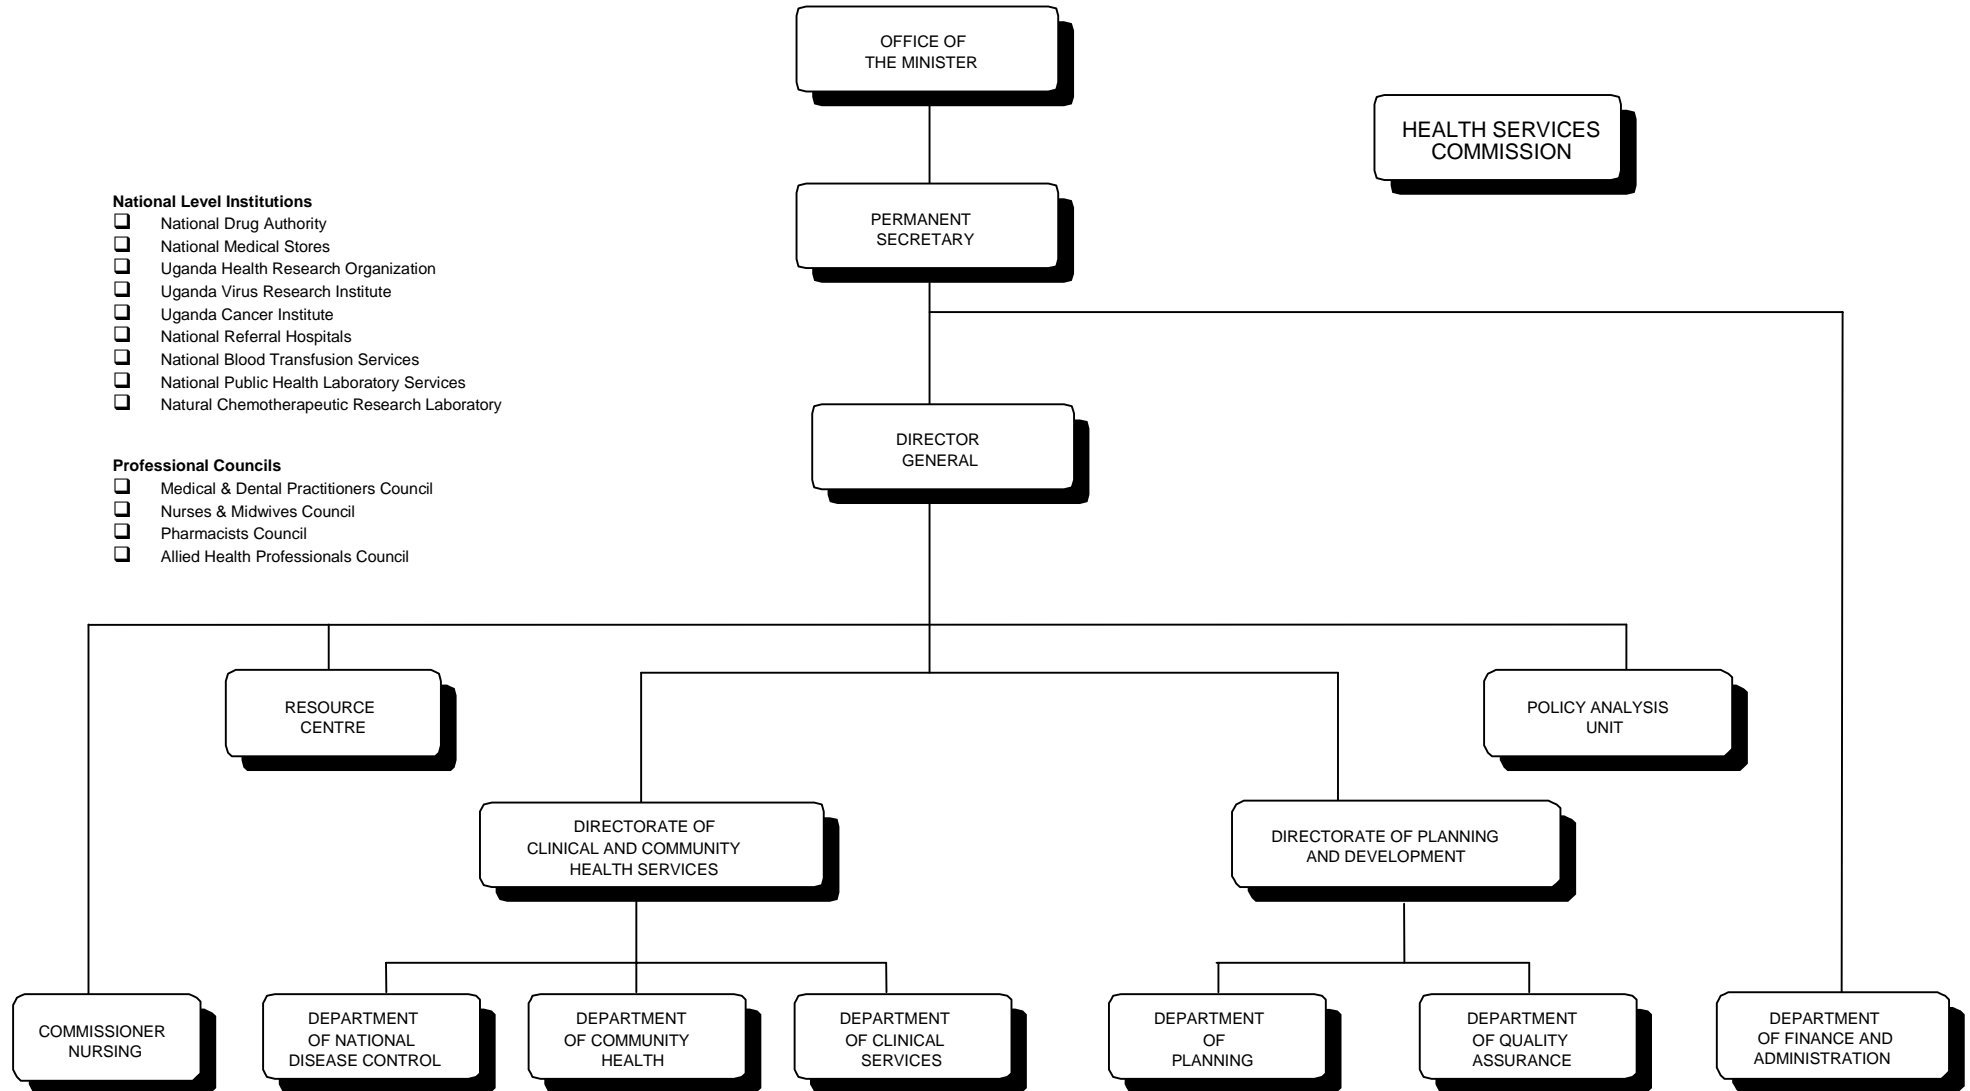 OFFICE OF
THE MINISTER
HEALTH SERVICES
COMMISSION
PERMANENT
SECRETARY
National Level Institutions
National Drug Authority
National Medical Stores
Uganda Health Research Organization
Uganda Virus Research Institute
Uganda Cancer Institute
National Referral Hospitals
National Blood Transfusion Services
National Public Health Laboratory Services
Natural Chemotherapeutic Research Laboratory
DIRECTOR
GENERAL
Professional Councils
Medical & Dental Practitioners Council
Nurses & Midwives Council
Pharmacists Council
Allied Health Professionals Council
RESOURCE
CENTRE
POLICY ANALYSIS
UNIT
DIRECTORATE OF
CLINICAL AND COMMUNITY
HEALTH SERVICES
DIRECTORATE OF PLANNING
AND DEVELOPMENT
COMMISSIONER
NURSING
DEPARTMENT
OF NATIONAL
DISEASE CONTROL
DEPARTMENT
OF COMMUNITY
HEALTH
DEPARTMENT
OF CLINICAL
SERVICES
DEPARTMENT
OF
PLANNING
DEPARTMENT
OF QUALITY
ASSURANCE
DEPARTMENT
OF FINANCE AND
ADMINISTRATION